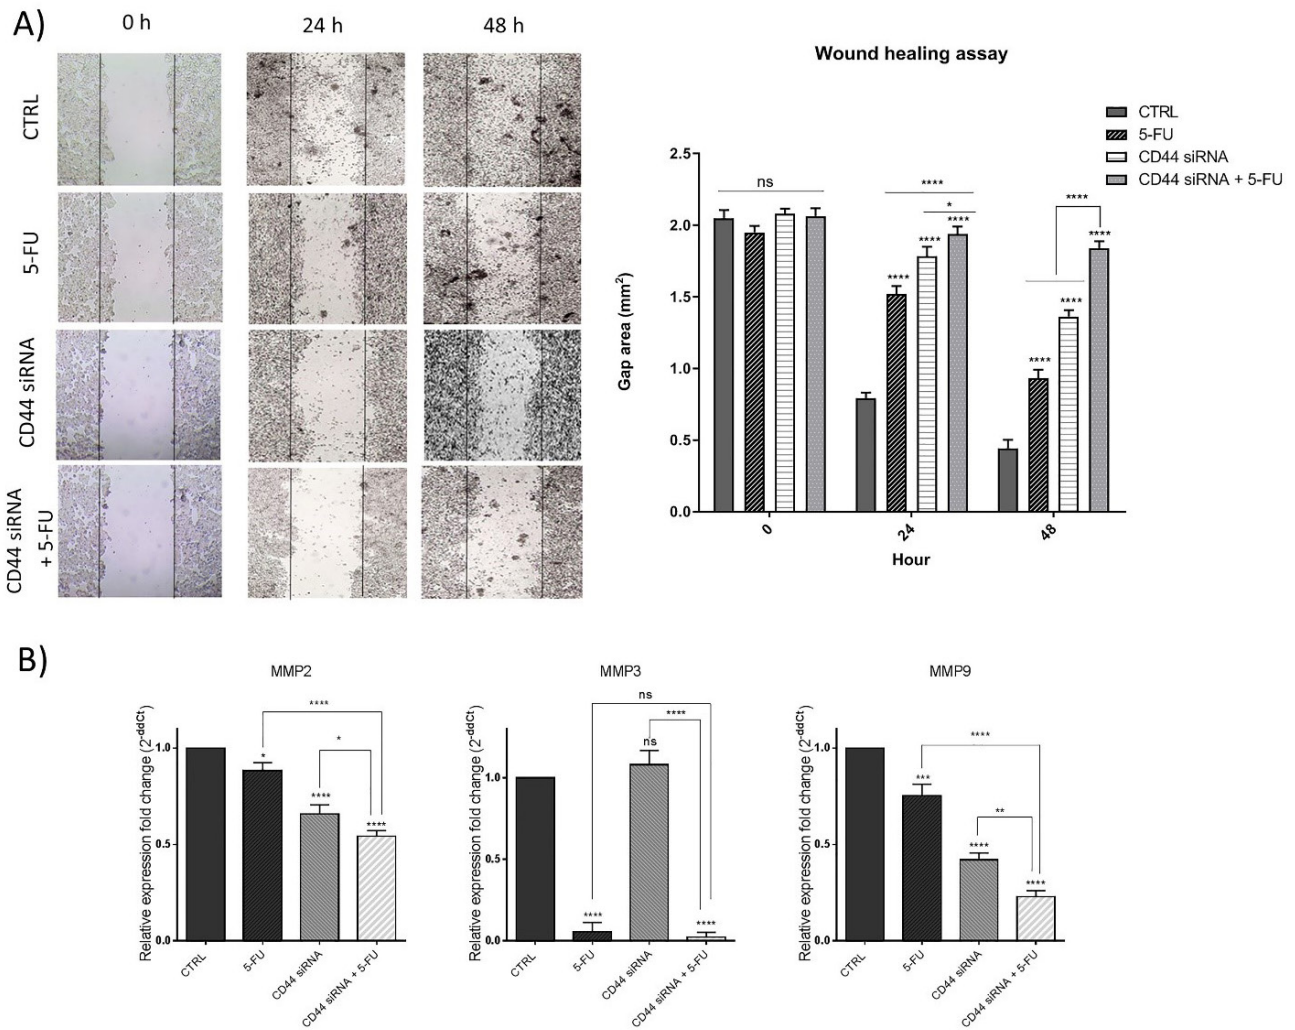 A)
0 h
24 h
48 h
CTRL
5-FU
CD44 siRNA
CD44 siRNA
+ 5-FU
Wound healing assay
CTRL
5-FU
CD44 siRNA
CD44 siRNA + 5-FU
Gap area (mm²)
2.5
2.0
1.5
1.0
0.5
0.0
ns
****
*
****
****
****
****
****
****
****
0
24
48
Hour
B)
MMP2
Relative expression fold change (2-ddCt)
1.0
0.5
0.0
****
*
*
****
****
CTRL
5-FU
CD44 siRNA
CD44 siRNA + 5-FU
MMP3
Relative expression fold change (2-ddCt)
1.0
0.5
0.0
ns
****
ns
****
****
CTRL
5-FU
CD44 siRNA
CD44 siRNA + 5-FU
MMP9
Relative expression fold change (2-ddCt)
1.0
0.5
0.0
****
***
**
****
****
CTRL
5-FU
CD44 siRNA
CD44 siRNA + 5-FU